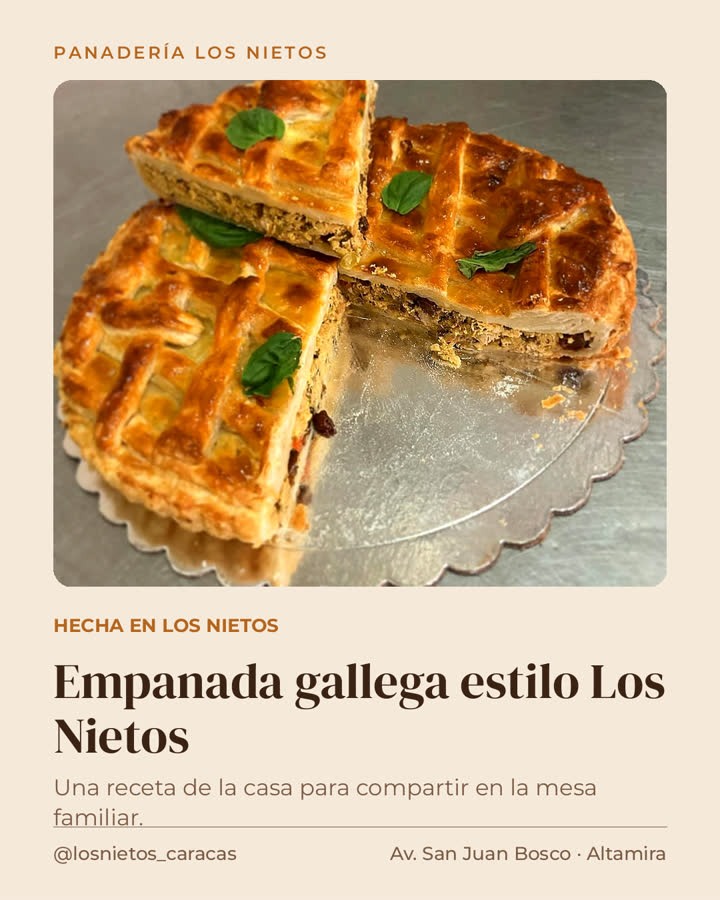 PANADERÍA LOS NIETOS
HECHA EN LOS NIETOS
Empanada gallega estilo Los
Nietos
Una receta de la casa para compartir en la mesa
familiar.
@losnietos_caracas
Av. San Juan Bosco · Altamira